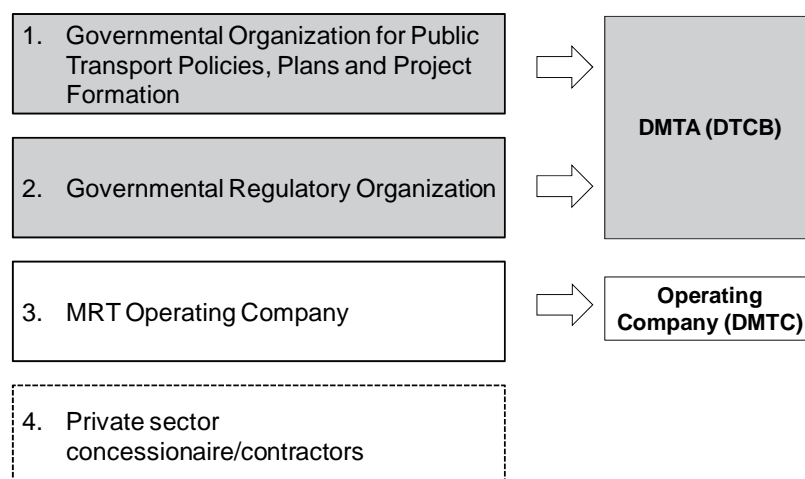 1. Governmental Organization for Public
Transport Policies, Plans and Project
Formation
DMTA (DTCB)
2. Governmental Regulatory Organization
3. MRT Operating Company
Operating
Company (DMTC)
4. Private sector
concessionaire/contractors